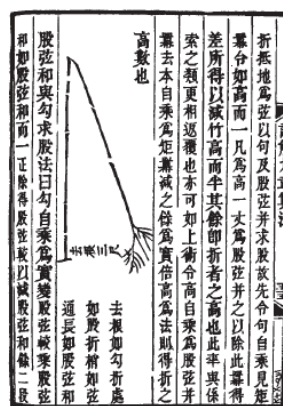 折抵地爲弦以句及股弦并求股故先令句自乘見矩
冪令如高而一凡爲高一丈爲股弦并之以除此冪得
差所得以減竹高而半其餘卽折者之高也此率與係
索之類更相返覆也亦可如上術令高自乘爲股弦并
冪去本自乘爲矩冪減之餘爲實倍高爲法則得折之
高數也
去根如勾折處
如股折梢如弦
通長如股弦和
去根三尺
股弦和與勾求股法曰勾自乘爲實變股弦較乘股弦
和如股弦和而一正除得股弦較以減股弦和餘二段